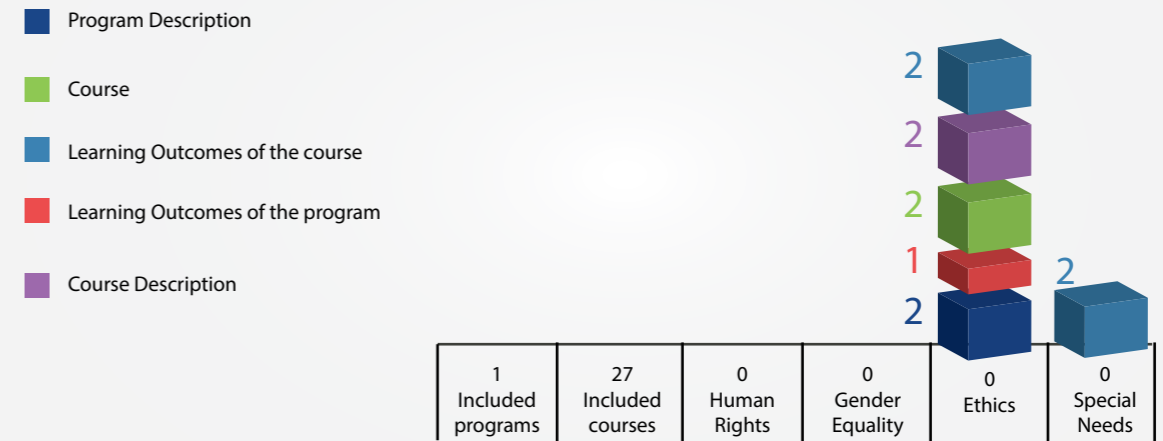 Program Description
Course
Learning Outcomes of the course
Learning Outcomes of the program
Course Description
2
2
2
1
2
2
1
Included
programs
27
Included
courses
0
Human
Rights
0
Gender
Equality
0
Ethics
0
Special
Needs